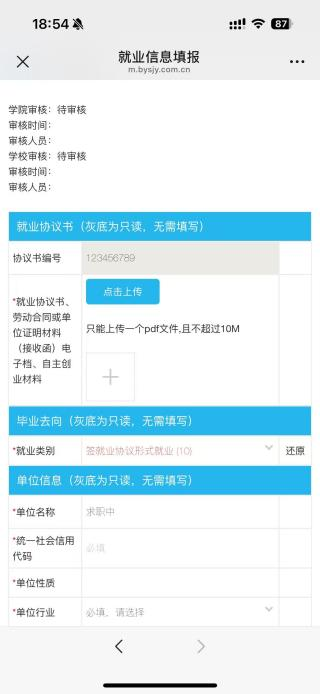 18:54
87
就业信息填报
m.bysjy.com.cn
学院审核：待审核
审核时间：
审核人员：
学校审核：待审核
审核时间：
审核人员：
就业协议书（灰底为只读，无需填写）
协议书编号
123456789
*就业协议书、
劳动合同或单
位证明材料
（接收函）电
子档、自主创
业材料
点击上传
只能上传一个pdf文件,且不超过10M
毕业去向（灰底为只读，无需填写）
*就业类别
签就业协议形式就业 (10)
还原
单位信息（灰底为只读，无需填写）
*单位名称
求职中
*统一社会信用
代码
必填
*单位性质
*单位行业
必填，请选择